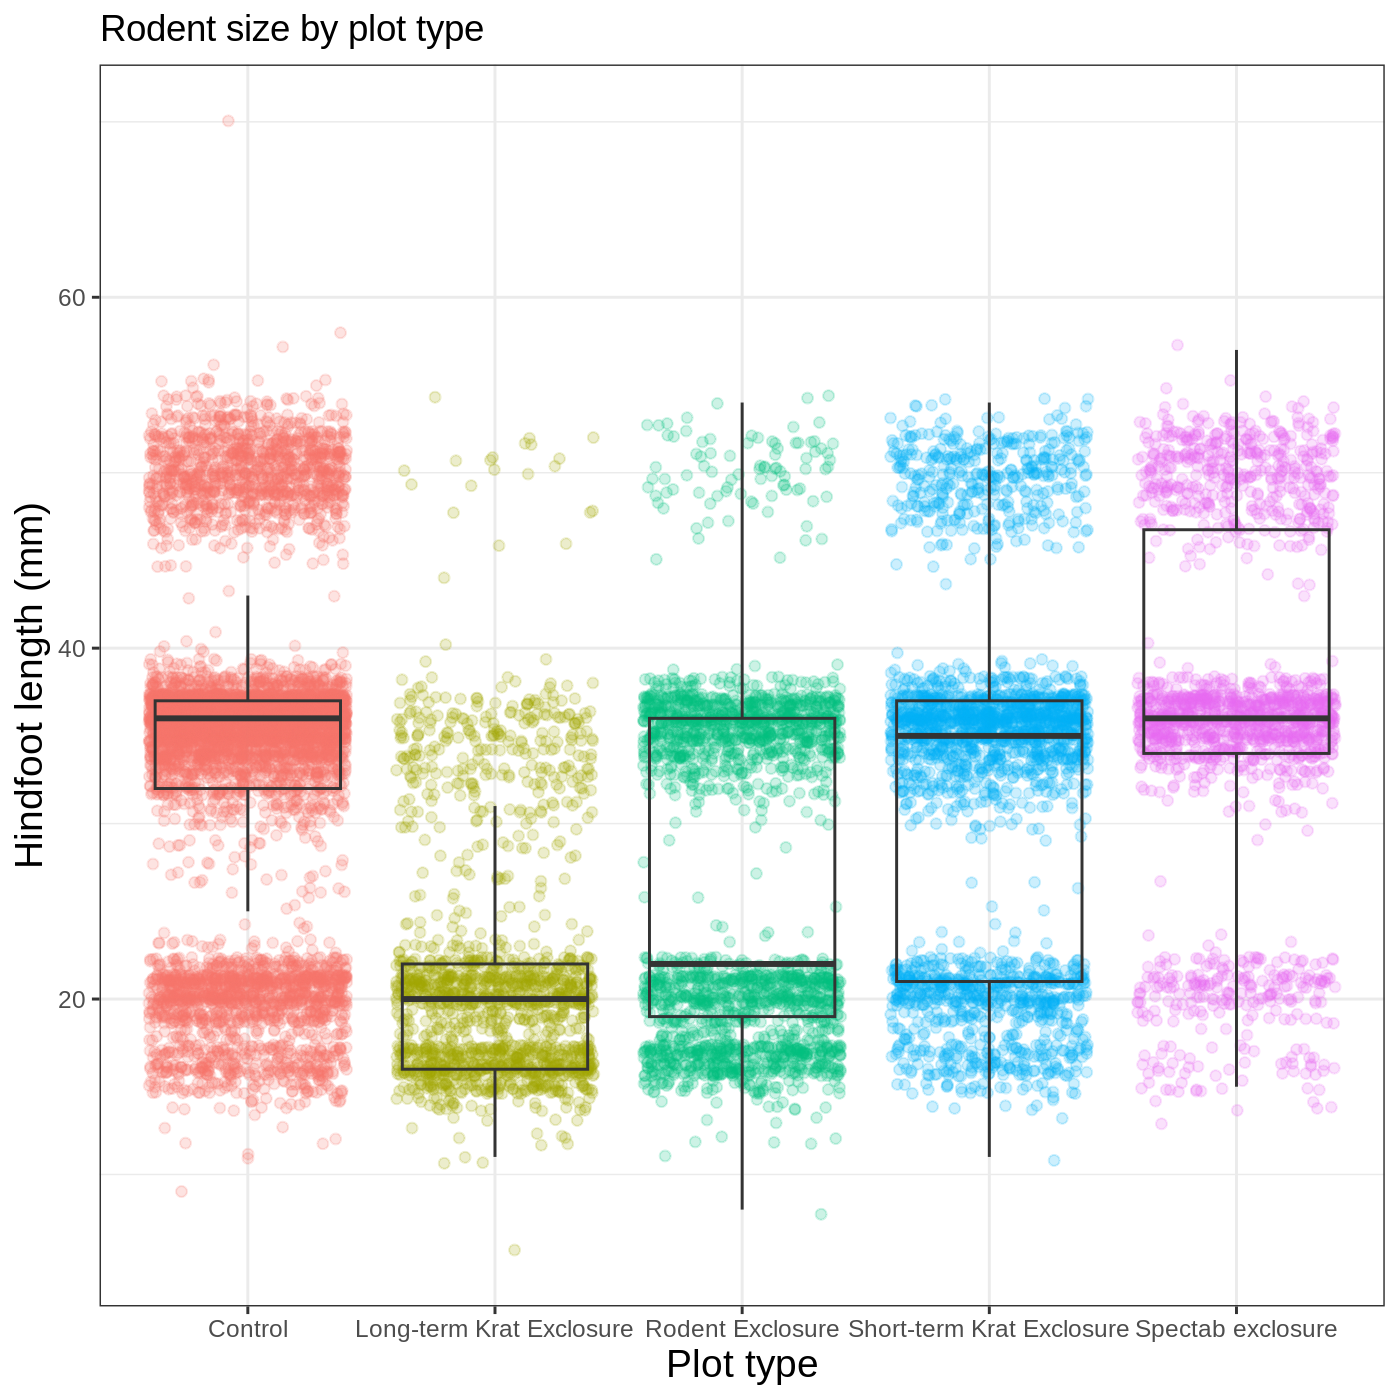 Rodent size by plot type
Hindfoot length (mm)
60
40
20
Control
Long-term Krat Exclosure
Rodent Exclosure
Short-term Krat Exclosure
Spectab exclosure
Plot type